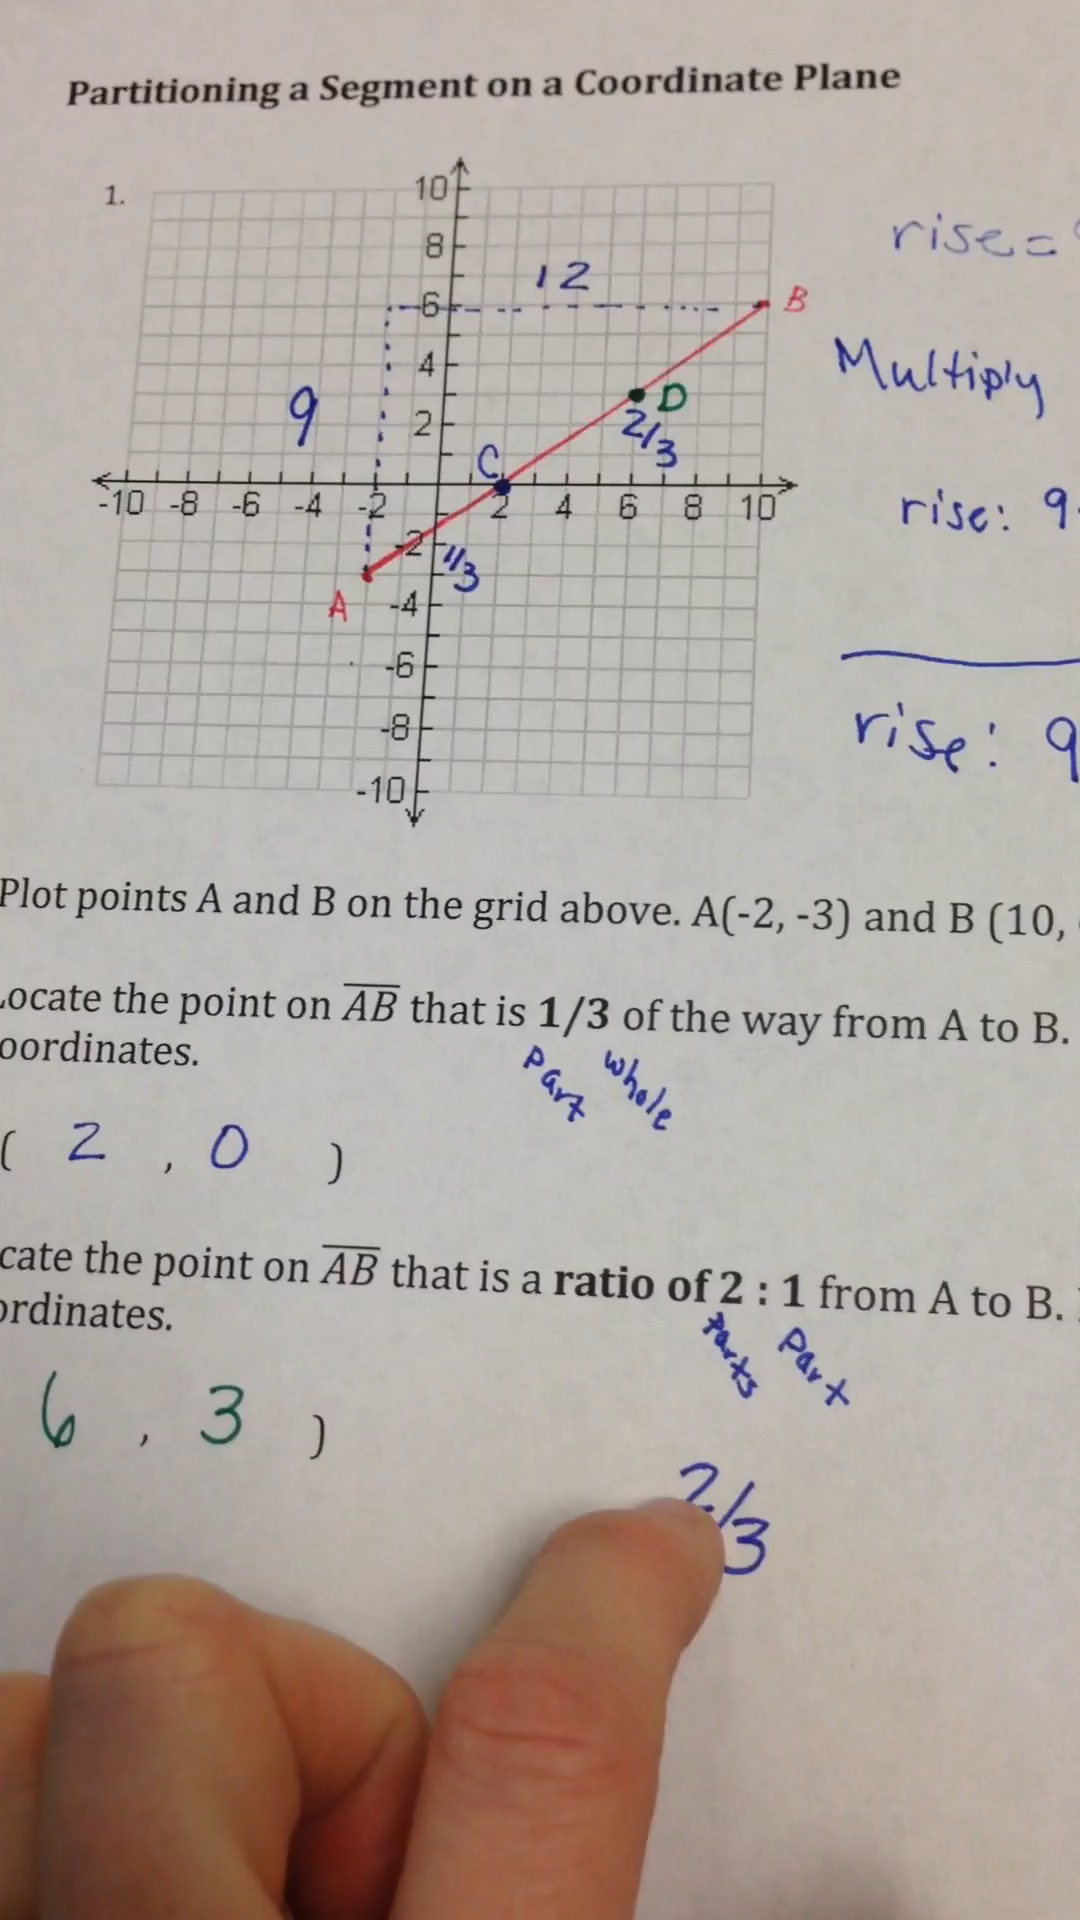 Partitioning a Segment on a Coordinate Plane
1.
10
8
12
6
B
rise=
4
Multiply
9
D
2
2/3
C
-10 -8 -6 -4 -2 2 4 6 8 10
rise: 9
-2
1/3
A
-4
-6
rise: 9
-8
-10
Plot points A and B on the grid above. A(-2, -3) and B (10,
Locate the point on AB that is 1/3 of the way from A to B.
oordinates.
part whole
( 2 , 0 )
cate the point on AB that is a ratio of 2 : 1 from A to B.
ordinates.
parts part
6 , 3 )
2/3